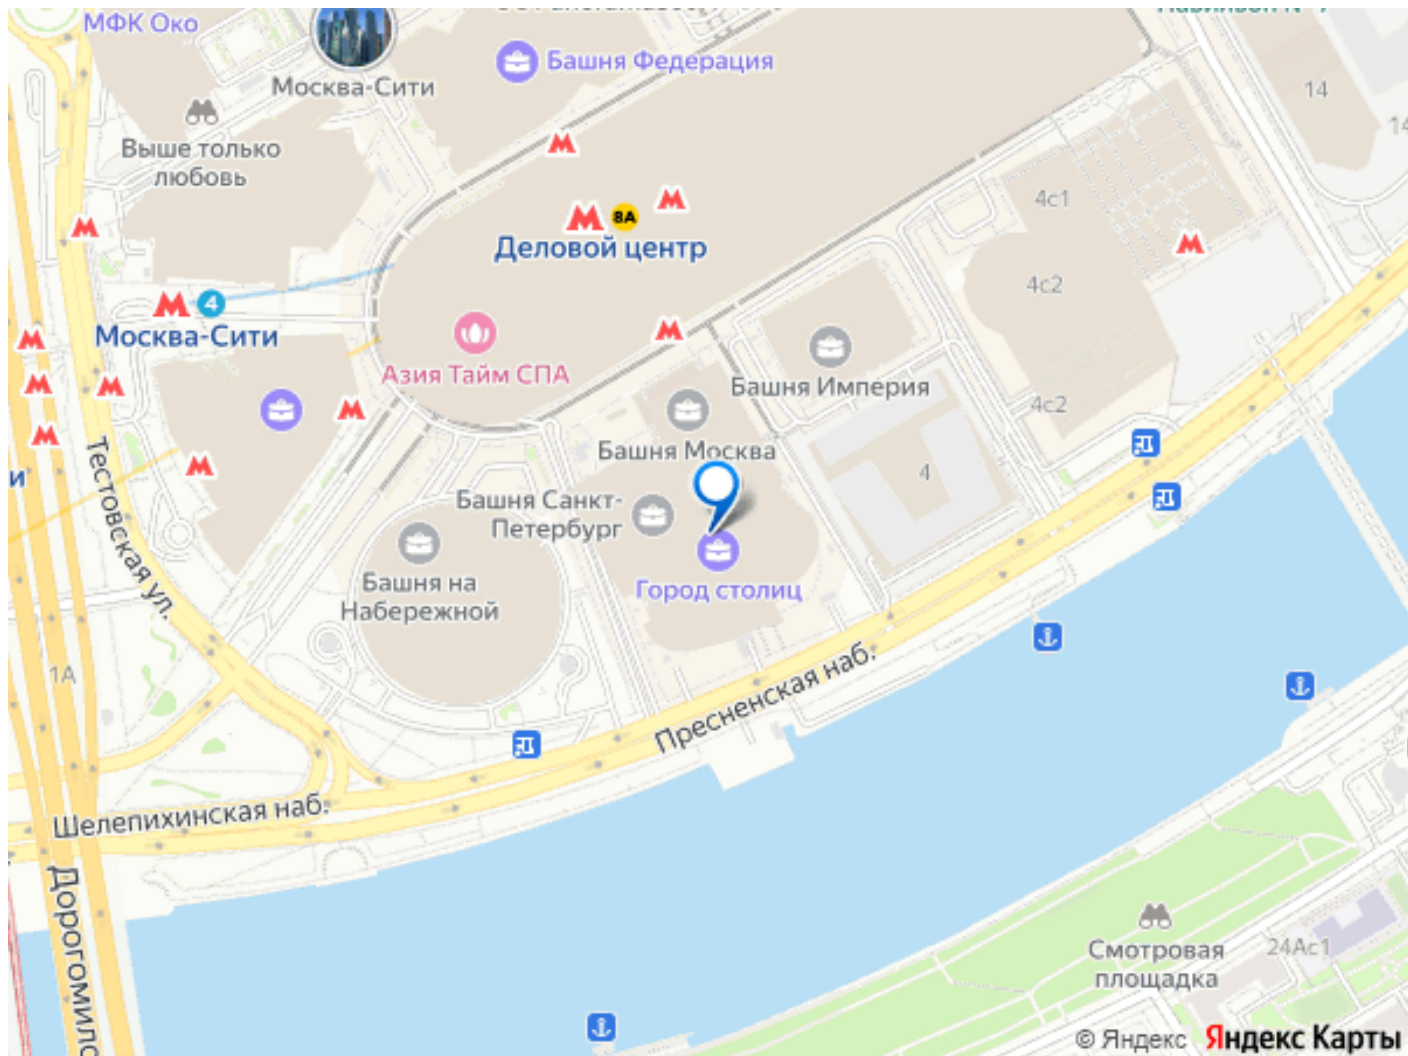 МФК Око
Башня Федерация
Москва-Сити
14
Выше только
любовь
4с1
8А
Деловой центр
4с2
4
Москва-Сити
Азия Тайм СПА
Башня Империя
4с2
Башня Москва
Тестовская ул.
и
4
Башня Санкт-
Петербург
Башня на
Набережной
Город столиц
1А
Пресненская наб.
Шелепихинская наб.
Дорогомило
Смотровая
площадка
24Ас1
© Яндекс Яндекс Карты